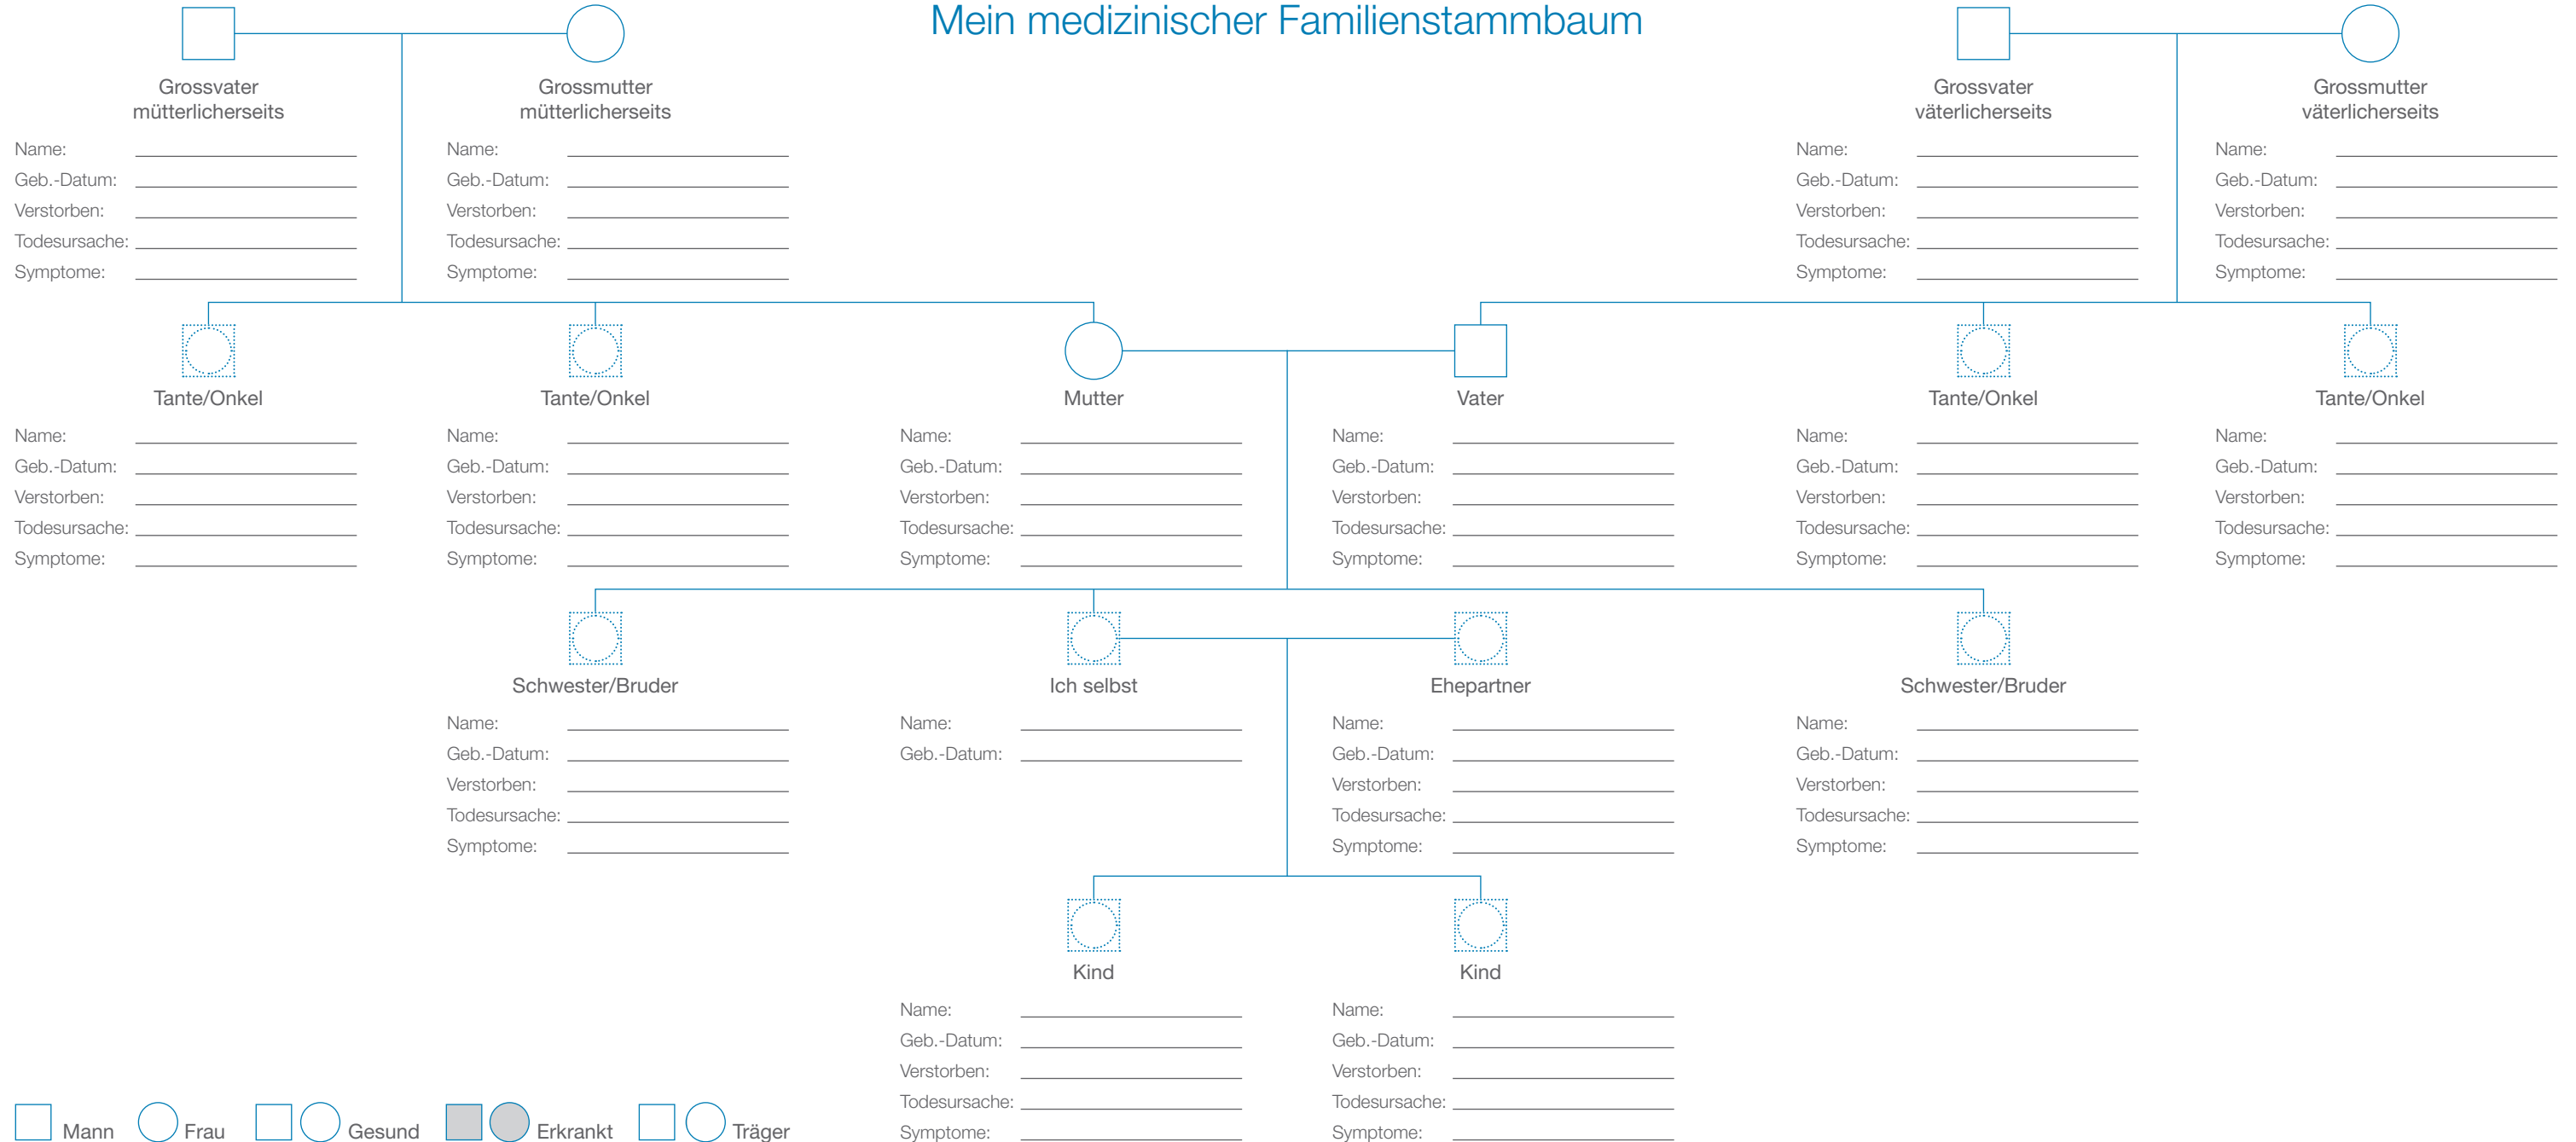 Mein medizinischer Familienstammbaum
Grossvater
mütterlicherseits
Name:
Geb.-Datum:
Verstorben:
Todesursache:
Symptome:
Grossmutter
mütterlicherseits
Name:
Geb.-Datum:
Verstorben:
Todesursache:
Symptome:
Grossvater
väterlicherseits
Name:
Geb.-Datum:
Verstorben:
Todesursache:
Symptome:
Grossmutter
väterlicherseits
Name:
Geb.-Datum:
Verstorben:
Todesursache:
Symptome:
Tante/Onkel
Name:
Geb.-Datum:
Verstorben:
Todesursache:
Symptome:
Tante/Onkel
Name:
Geb.-Datum:
Verstorben:
Todesursache:
Symptome:
Mutter
Name:
Geb.-Datum:
Verstorben:
Todesursache:
Symptome:
Vater
Name:
Geb.-Datum:
Verstorben:
Todesursache:
Symptome:
Tante/Onkel
Name:
Geb.-Datum:
Verstorben:
Todesursache:
Symptome:
Tante/Onkel
Name:
Geb.-Datum:
Verstorben:
Todesursache:
Symptome:
Schwester/Bruder
Name:
Geb.-Datum:
Verstorben:
Todesursache:
Symptome:
Ich selbst
Name:
Geb.-Datum:
Ehepartner
Name:
Geb.-Datum:
Verstorben:
Todesursache:
Symptome:
Schwester/Bruder
Name:
Geb.-Datum:
Verstorben:
Todesursache:
Symptome:
Kind
Name:
Geb.-Datum:
Verstorben:
Todesursache:
Symptome:
Kind
Name:
Geb.-Datum:
Verstorben:
Todesursache:
Symptome:
Mann Frau Gesund Erkrankt Träger